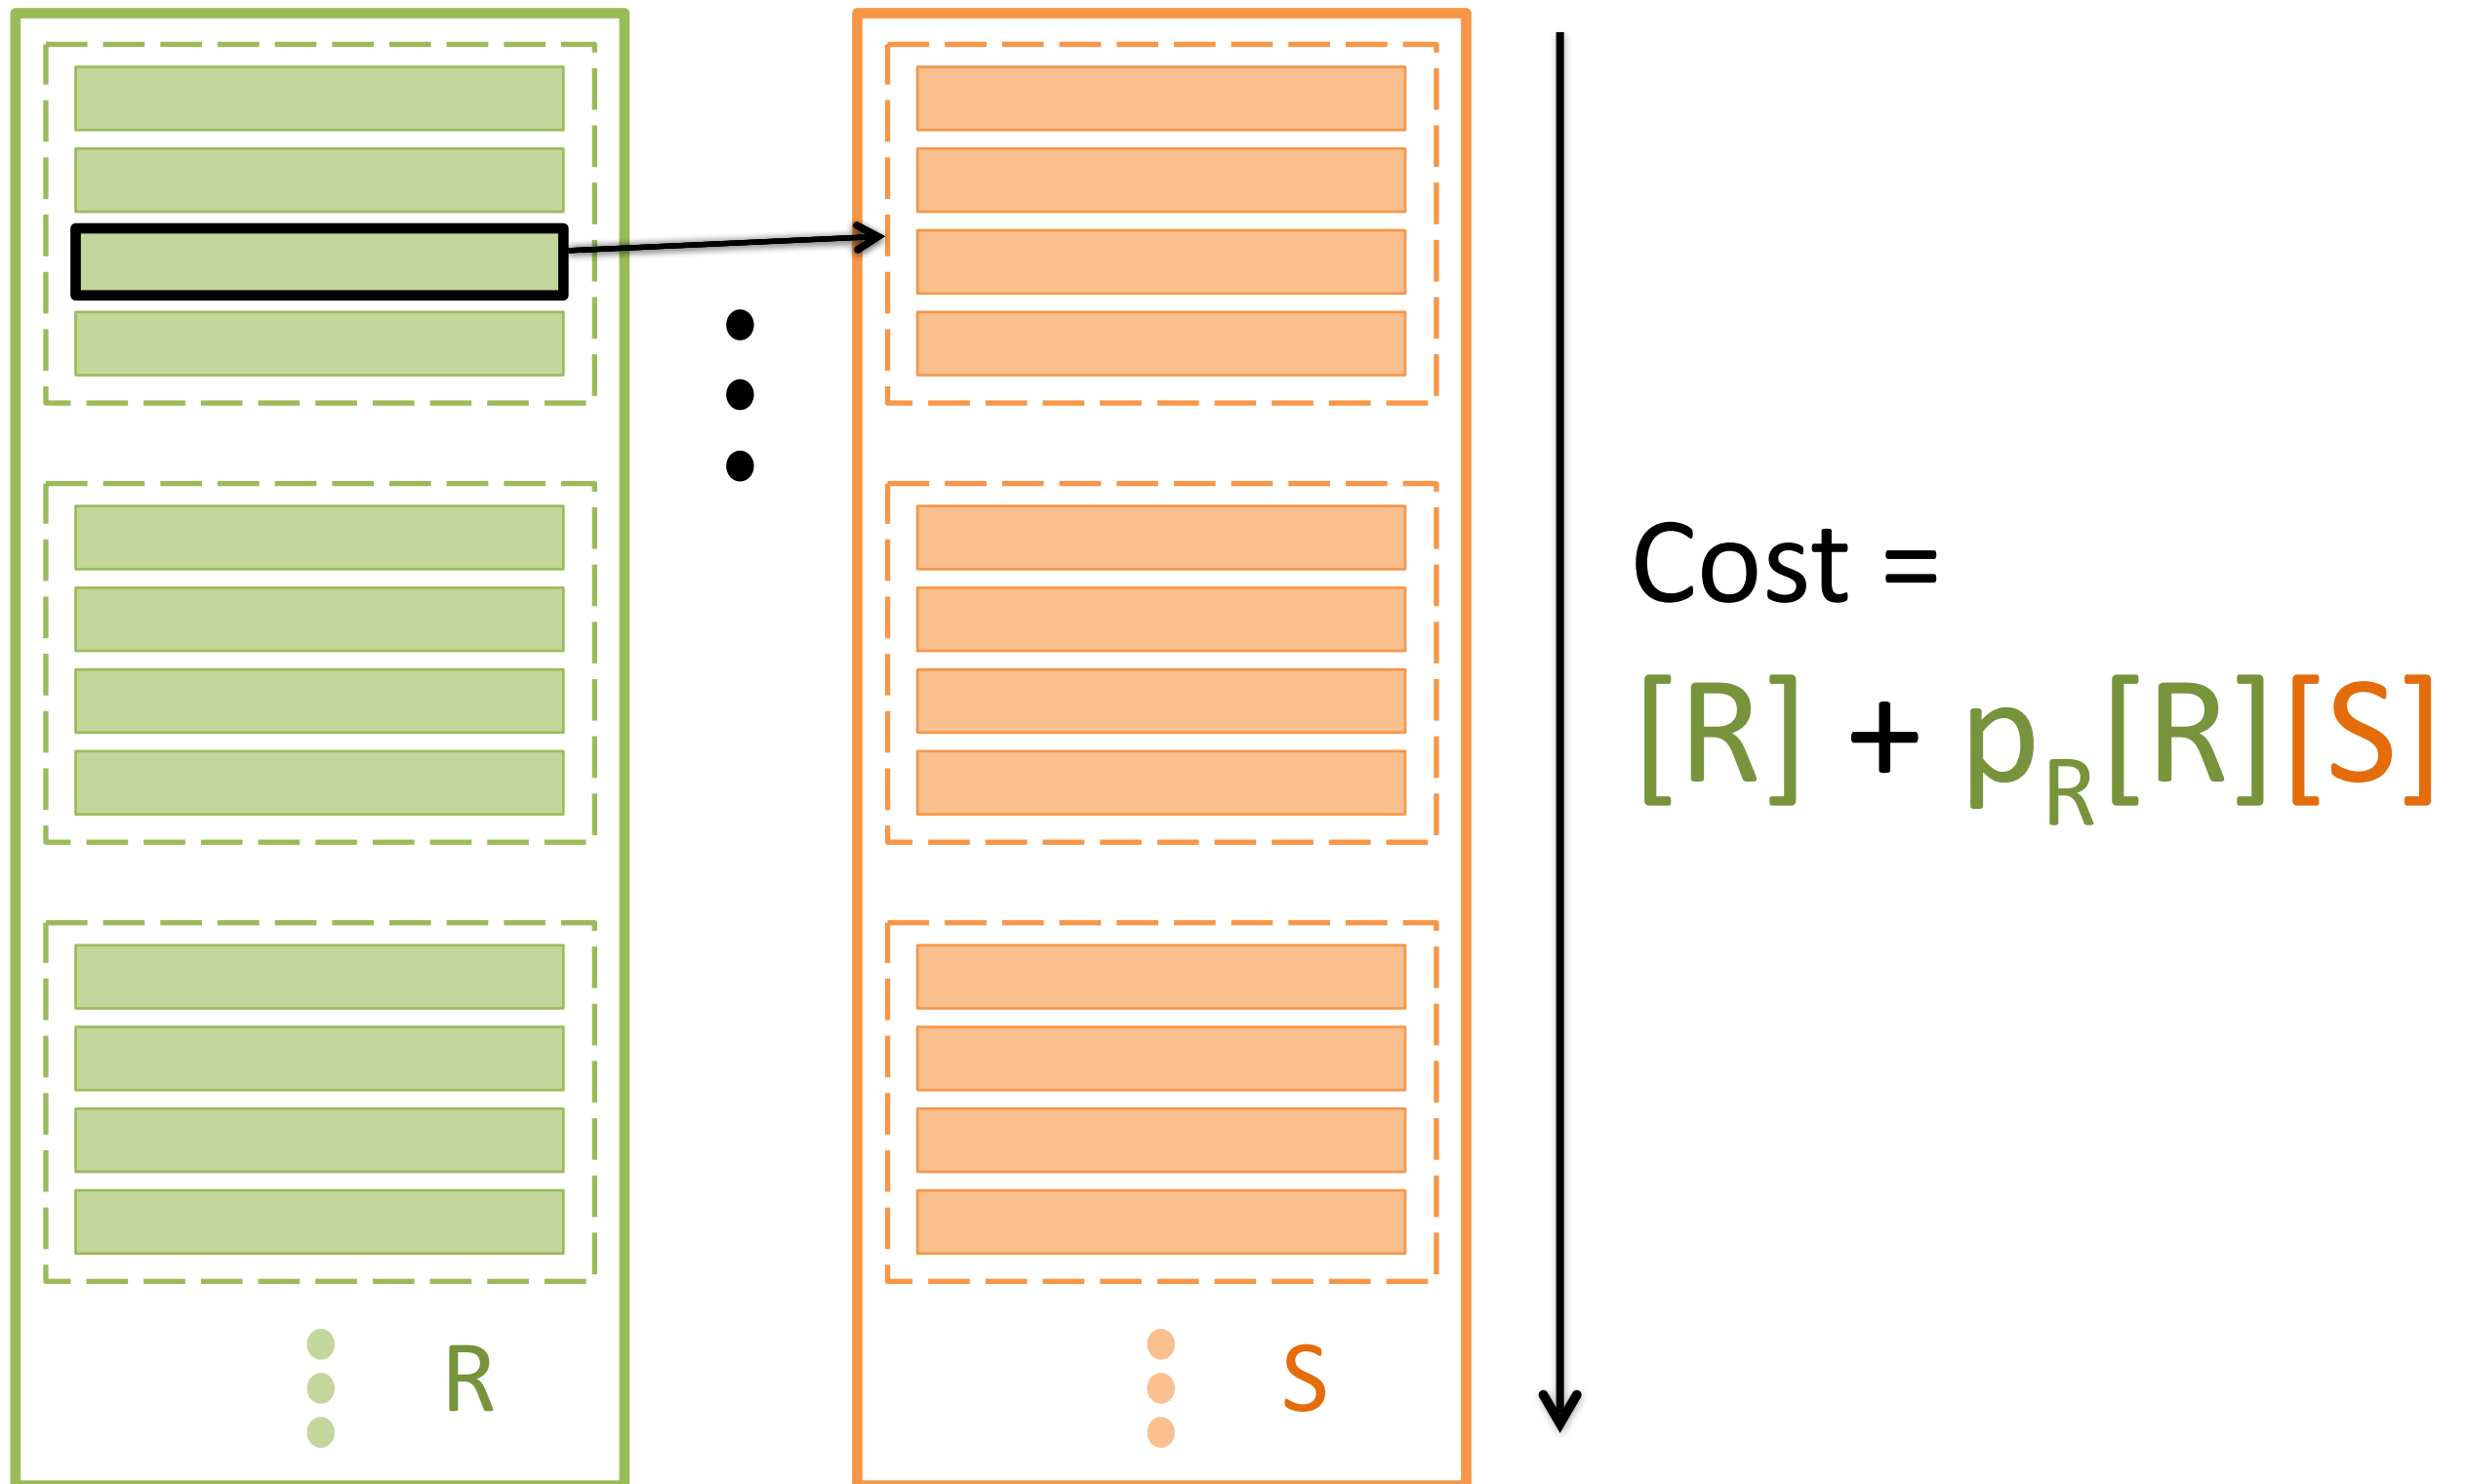 Cost =
[R] + pR[R][S]
R
S